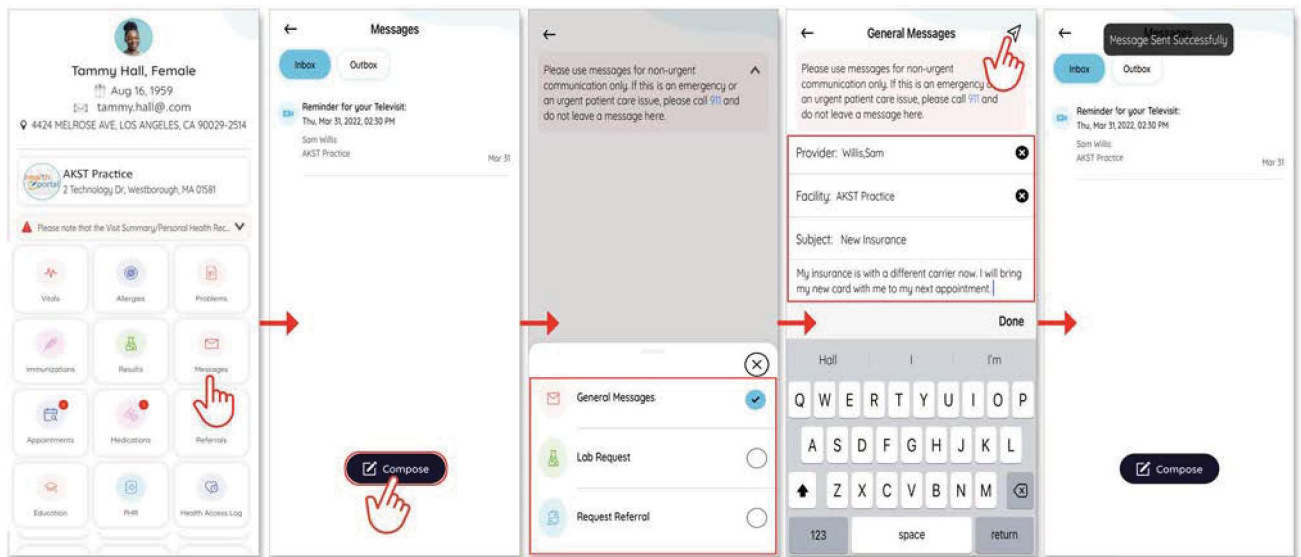 Tammy Hall, Female
Aug 16, 1959
tammy.hall@.com
4424 MELROSE AVE, LOS ANGELES, CA 90029-2514
health
portal
AKST Practice
2 Technology Dr, Westborough, MA 01581
Please note that the Visit Summary/Personal Health Rec...
Vitals
Allergies
Problems
Immunizations
Results
Messages
Appointments
Medications
Referrals
Education
PHR
Health Access Log
Messages
Inbox
Outbox
Reminder for your Televisit:
Thu, Mar 31, 2022, 02:30 PM
Sam Willis
AKST Practice
Mar 31
Compose
Please use messages for non-urgent
communication only. If this is an emergency or
an urgent patient care issue, please call 911 and
do not leave a message here.
General Messages
Lab Request
Request Referral
General Messages
Please use messages for non-urgent
communication only. If this is an emergency
an urgent patient care issue, please call 911 and
do not leave a message here.
Provider: Willis,Sam
Facility: AKST Practice
Subject: New Insurance
My insurance is with a different carrier now. I will bring
my new card with me to my next appointment.
Done
Hall I I'm
Q W E R T Y U I O P
A S D F G H J K L
Z X C V B N M
123 space return
Message Sent Successfully
Inbox
Outbox
Reminder for your Televisit:
Thu, Mar 31, 2022, 02:30 PM
Sam Willis
AKST Practice
Mar 31
Compose